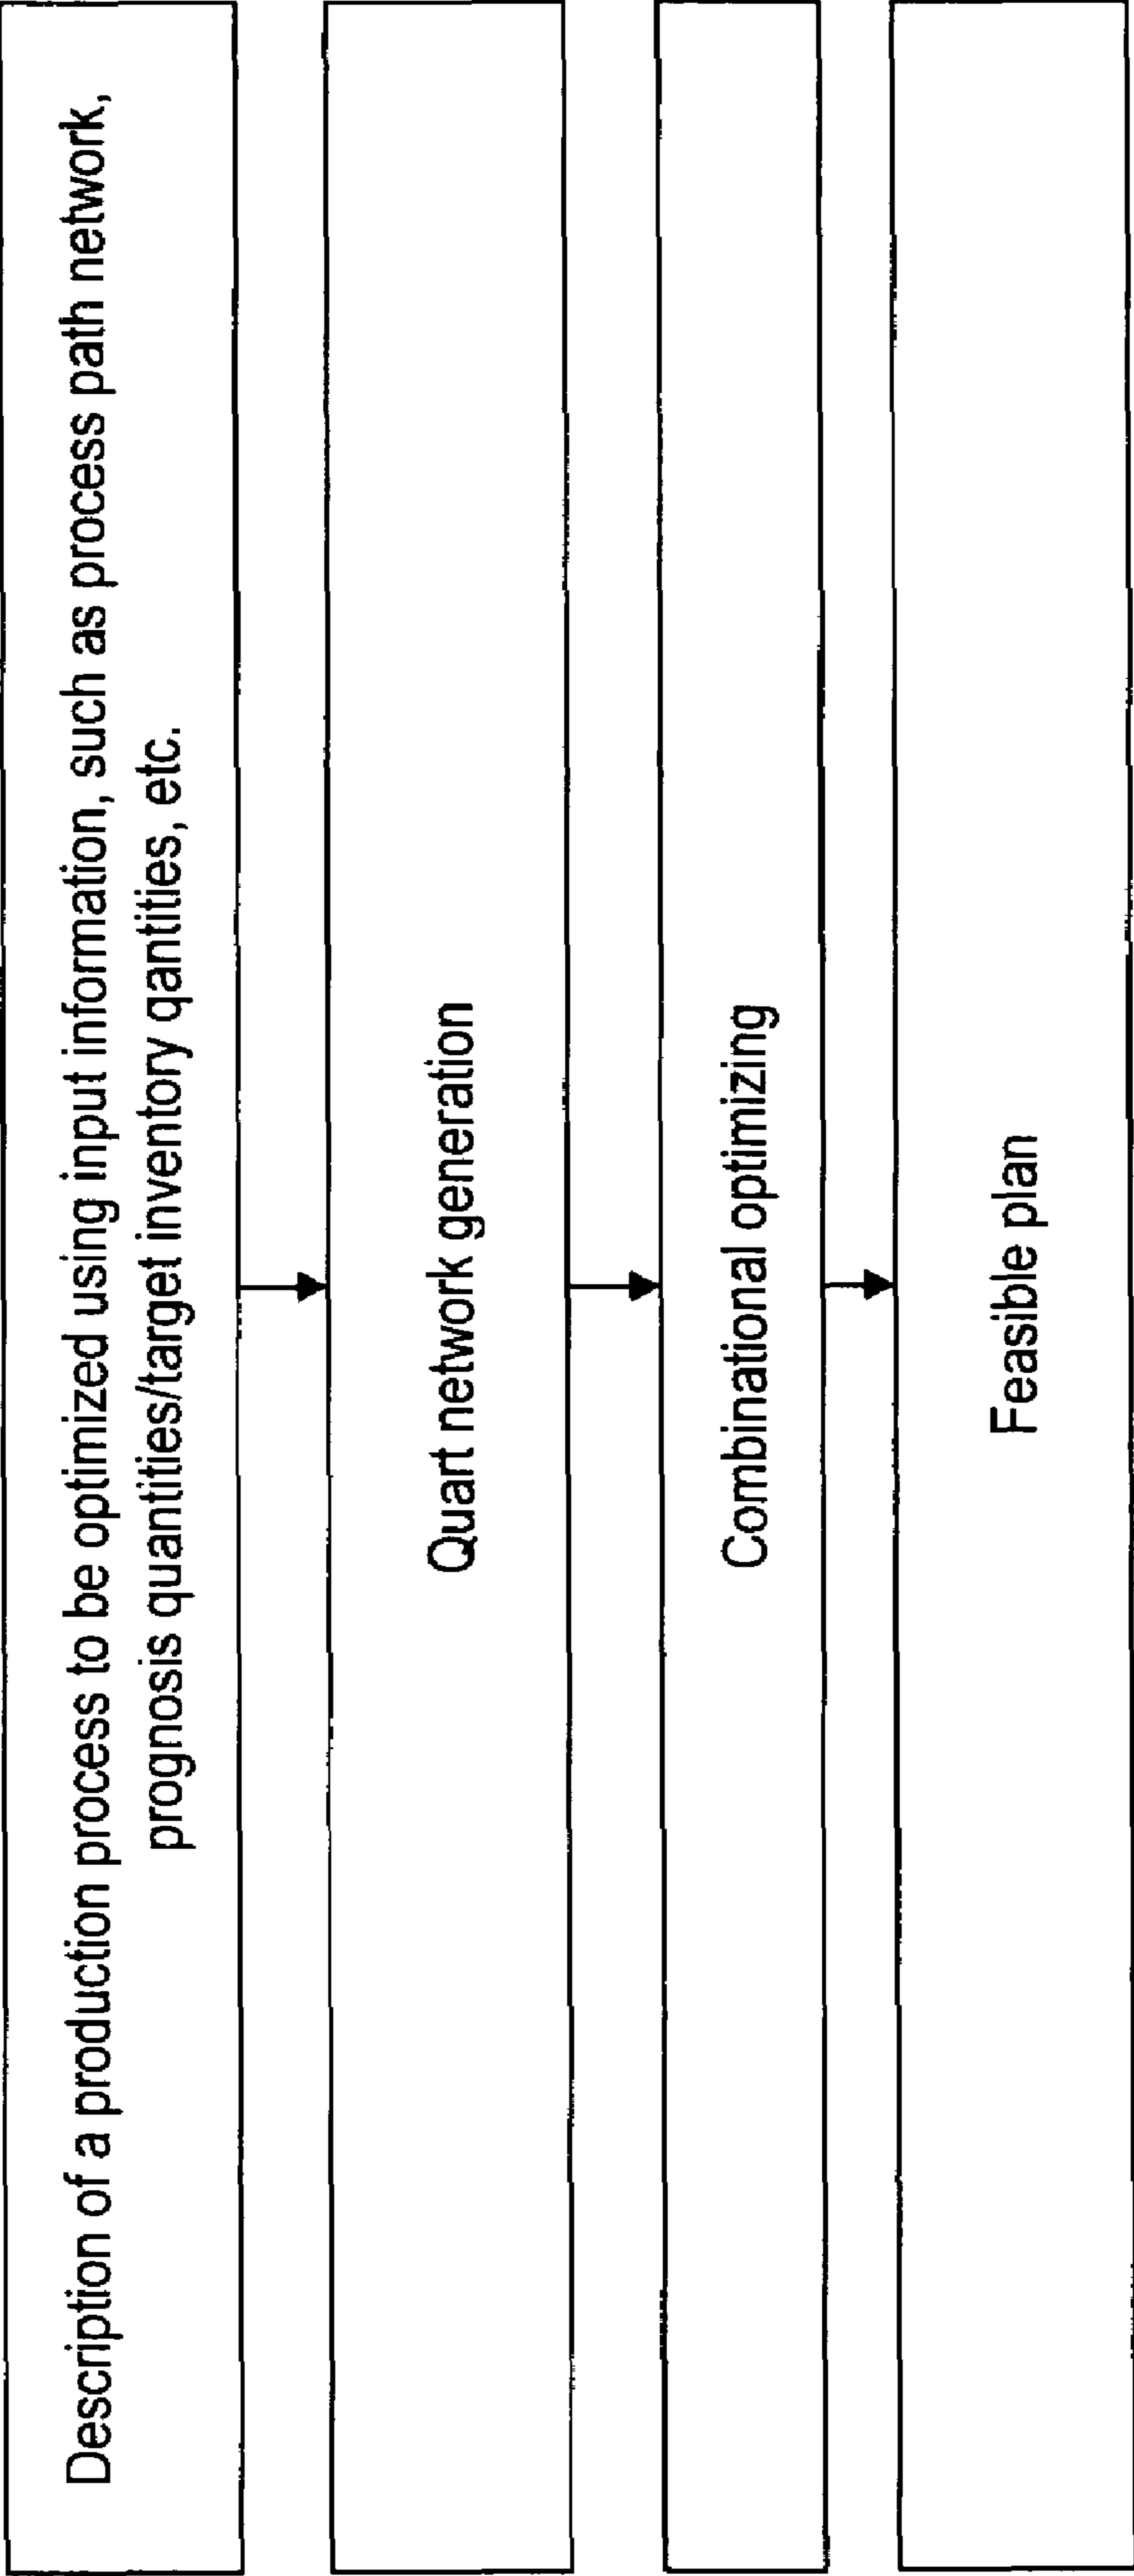 Description of a production process to be optimized using input information, such as process path network,
prognosis quantities/target inventory qantities, etc.
Quart network generation
Combinational optimizing
Feasible plan